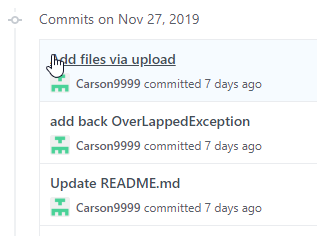 Commits on Nov 27, 2019
Add files via upload
Carson9999 committed 7 days ago
add back OverLappedException
Carson9999 committed 7 days ago
Update README.md
Carson9999 committed 7 days ago